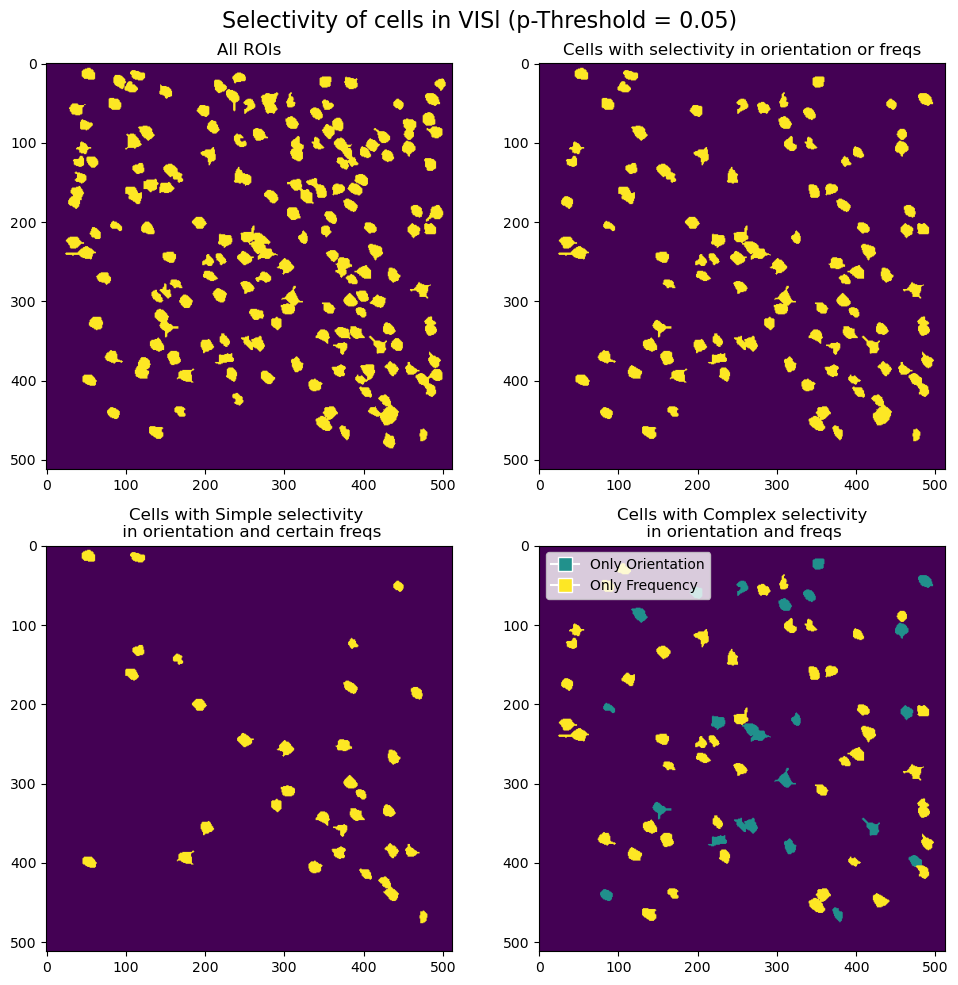 Selectivity of cells in VISl (p-Threshold = 0.05)
All ROIs
Cells with selectivity in orientation or freqs
0
100
200
300
400
500
0 100 200 300 400 500
0
100
200
300
400
500
0 100 200 300 400 500
Cells with Simple selectivity
in orientation and certain freqs
Cells with Complex selectivity
in orientation and freqs
0
100
200
300
400
500
0 100 200 300 400 500
Only Orientation
Only Frequency
0
100
200
300
400
500
0 100 200 300 400 500